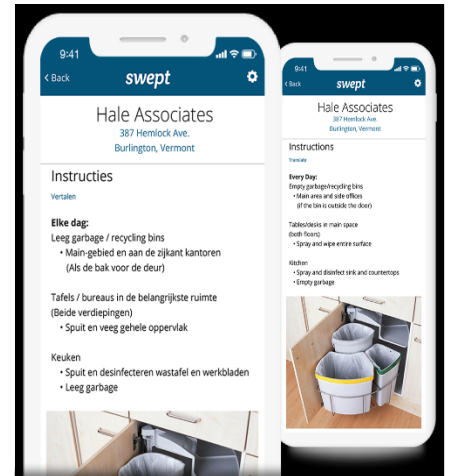 9:41
Back
swept
Hale Associates
387 Hemlock Ave.
Burlington, Vermont
Instructies
Vertalen
Elke dag:
Leeg garbage / recycling bins
• Main-gebied en aan de zijkant kantoren
(Als de bak voor de deur)
Tafels / bureaus in de belangrijkste ruimte
(Beide verdiepingen)
• Spuit en veeg gehele oppervlak
Keuken
• Spuit en desinfecteren wastafel en werkbladen
• Leeg garbage
9:41
Back
swept
Hale Associates
387 Hemlock Ave.
Burlington, Vermont
Instructions
Translate
Every Day:
Empty garbage/recycling bins
• Main area and side offices
(if the bin is outside the door)
Tables/desks in main space
(both floors)
• Spray and wipe entire surface
Kitchen
• Spray and disinfect sink and countertops
• Empty garbage